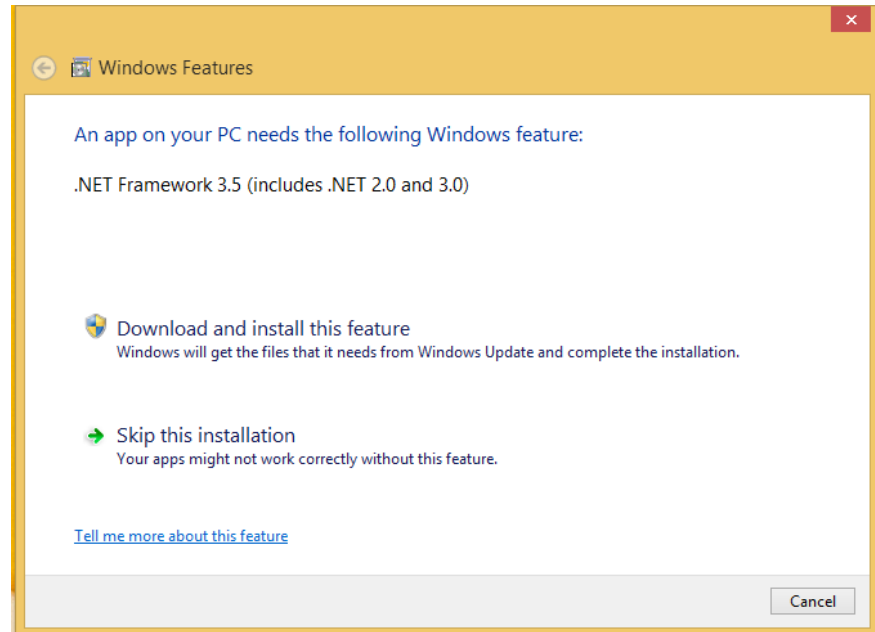 Windows Features
An app on your PC needs the following Windows feature:
.NET Framework 3.5 (includes .NET 2.0 and 3.0)
Download and install this feature
Windows will get the files that it needs from Windows Update and complete the installation.
Skip this installation
Your apps might not work correctly without this feature.
Tell me more about this feature
Cancel